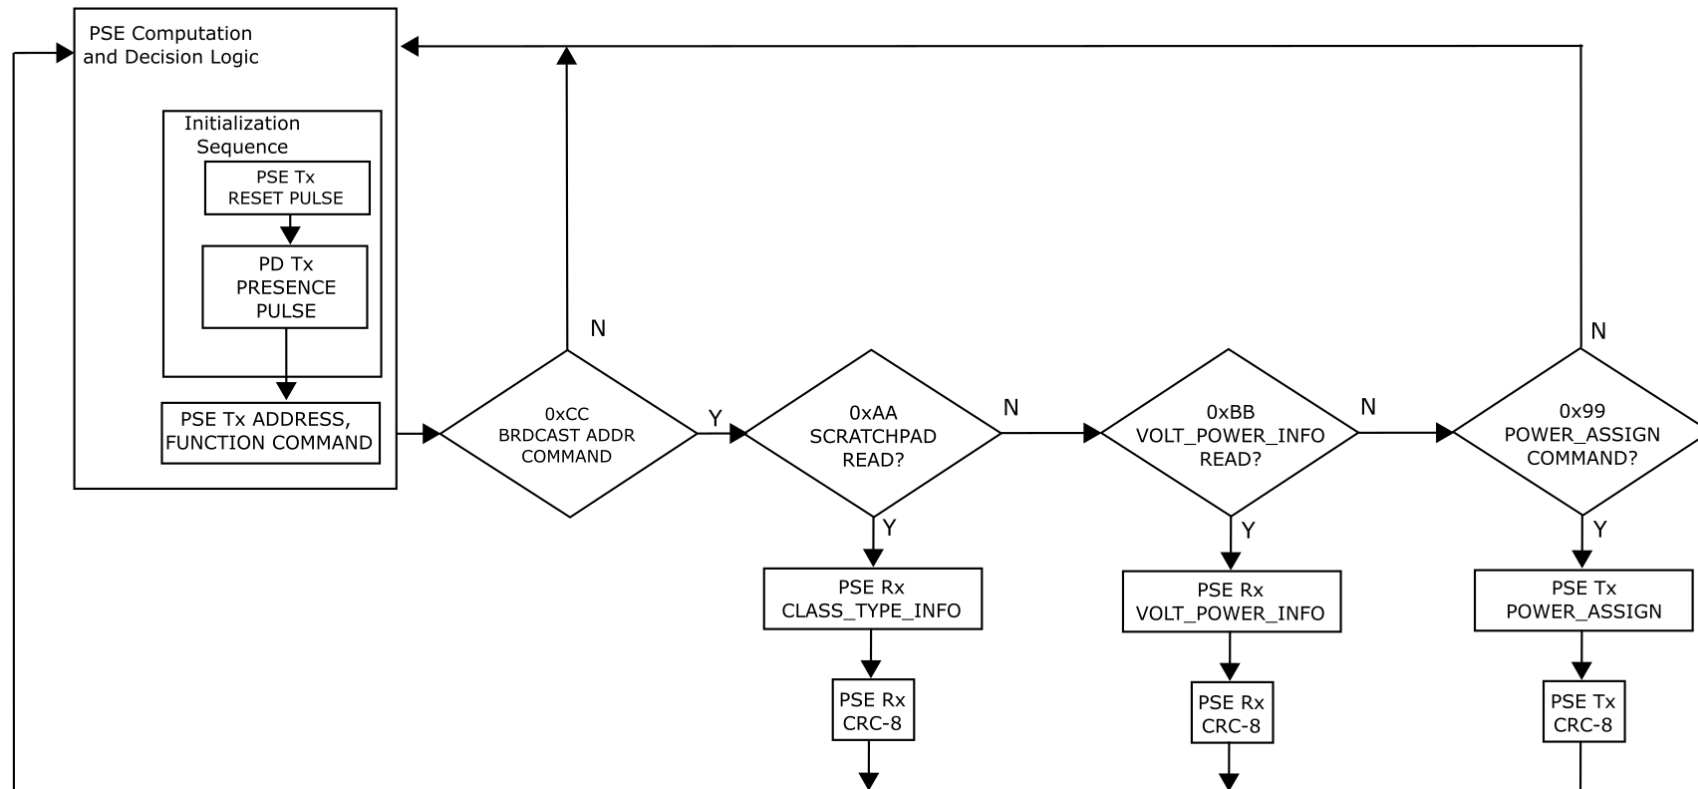 PSE Computation
and Decision Logic
Initialization
Sequence
PSE Tx
RESET PULSE
PD Tx
PRESENCE
PULSE
PSE Tx ADDRESS,
FUNCTION COMMAND
N
0xCC
BRDCAST ADDR
COMMAND
Y
0xAA
SCRATCHPAD
READ?
N
Y
PSE Rx
CLASS_TYPE_INFO
PSE Rx
CRC-8
0xBB
VOLT_POWER_INFO
READ?
N
Y
PSE Rx
VOLT_POWER_INFO
PSE Rx
CRC-8
N
0x99
POWER_ASSIGN
COMMAND?
Y
PSE Tx
POWER_ASSIGN
PSE Tx
CRC-8